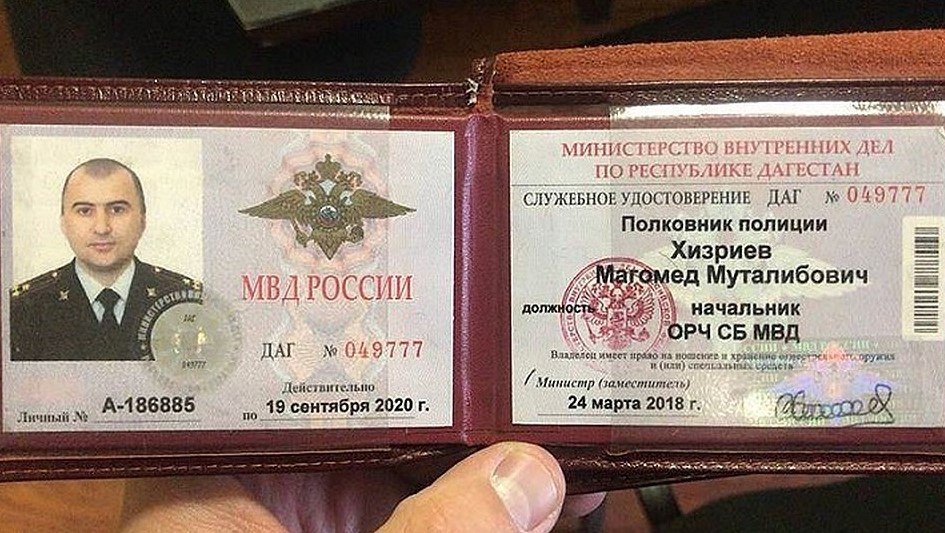 МВД РОССИИ
ДАГ № 049777
Действительно
Личный № А-186885
по 19 сентября 2020 г.
МИНИСТЕРСТВО ВНУТРЕННИХ ДЕЛ
ПО РЕСПУБЛИКЕ ДАГЕСТАН
СЛУЖЕБНОЕ УДОСТОВЕРЕНИЕ ДАГ № 049777
Полковник полиции
Хизриев
Магомед Муталибович
должность начальник
ОРЧ СБ МВД
Владелец имеет право на ношение и хранение огнестрельного оружия
и (или) специальных средств
Министр (заместитель)
24 марта 2018 г.